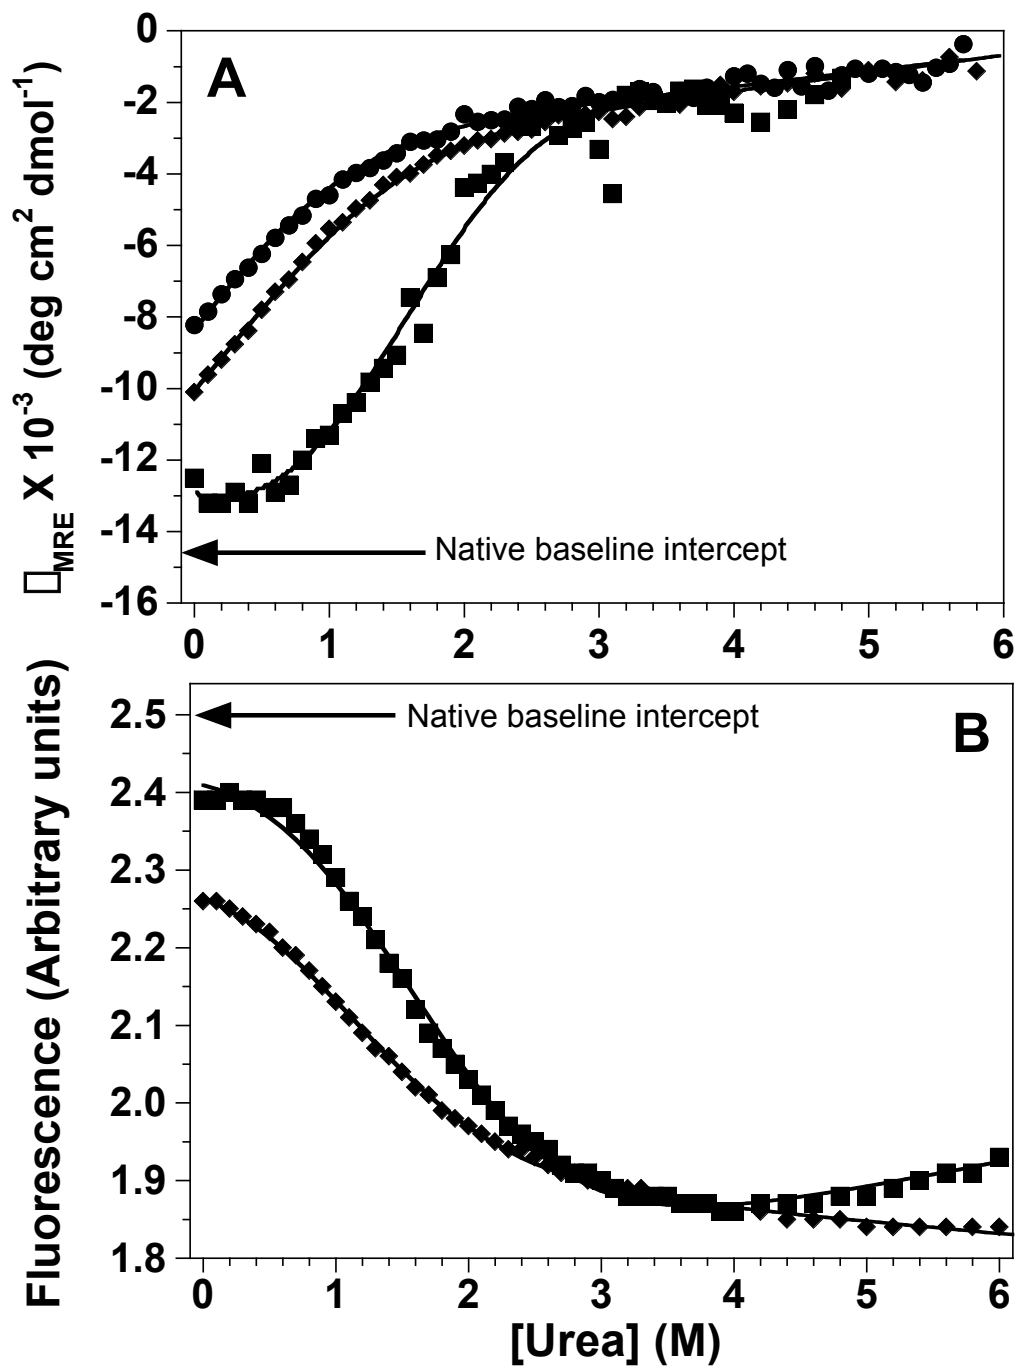 A
0
-2
-4
-6
-8
-10
-12
-14
-16
□MRE X 10-3 (deg cm2 dmol-1)
Native baseline intercept
0 1 2 3 4 5 6
B
Native baseline intercept
2.5
2.4
2.3
2.2
2.1
2.0
1.9
1.8
Fluorescence (Arbitrary units)
0 1 2 3 4 5 6
[Urea] (M)